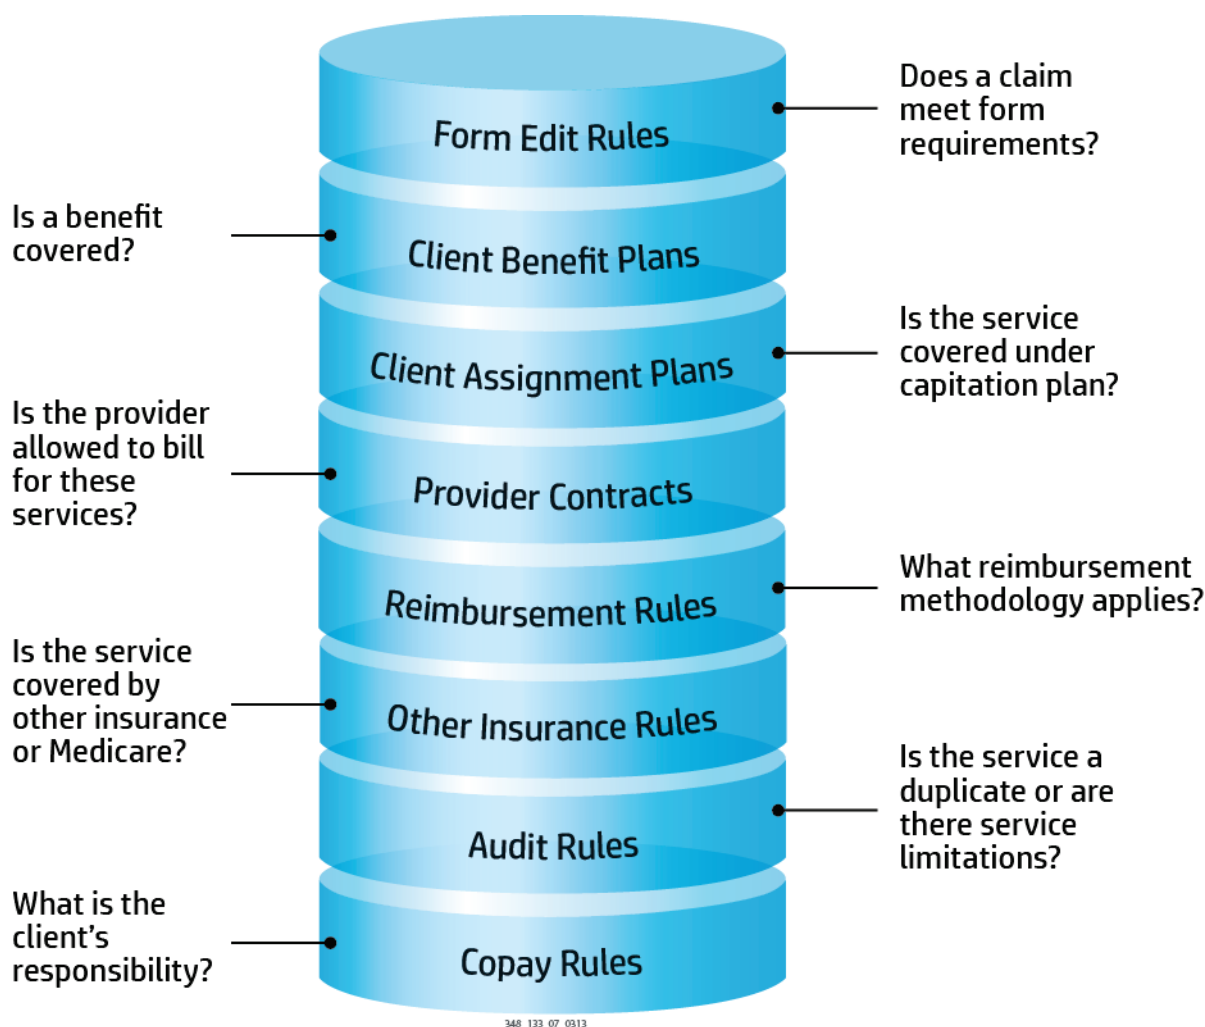 Form Edit Rules
Does a claim
meet form
requirements?
Is a benefit
covered?
Client Benefit Plans
Client Assignment Plans
Is the service
covered under
capitation plan?
Is the provider
allowed to bill
for these
services?
Provider Contracts
Reimbursement Rules
What reimbursement
methodology applies?
Is the service
covered by
other insurance
or Medicare?
Other Insurance Rules
Audit Rules
Is the service a
duplicate or are
there service
limitations?
What is the
client’s
responsibility?
Copay Rules
348_133_07_0313